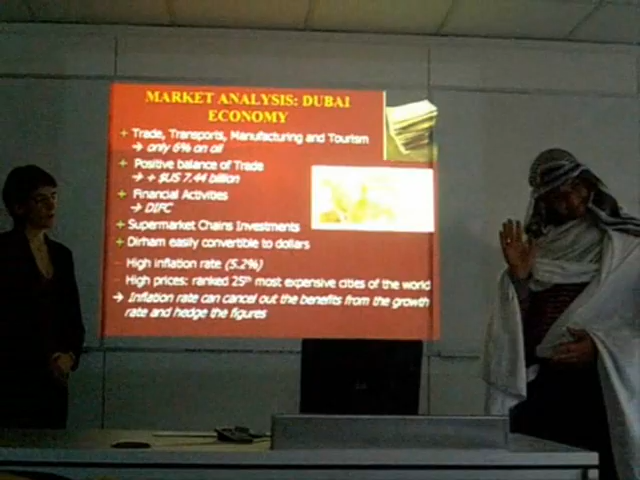 MARKET ANALYSIS: DUBAI
ECONOMY
+ Trade, Transports, Manufacturing and Tourism
→ only 6% on oil
+ Positive balance of Trade
→ + $US 7.44 billion
+ Financial Activities
→ DIFC
+ Supermarket Chains Investments
+ Dirham easily convertible to dollars
- High inflation rate (5.2%)
- High prices: ranked 25th most expensive cities of the world
→ Inflation rate can cancel out the benefits from the growth
rate and hedge the figures